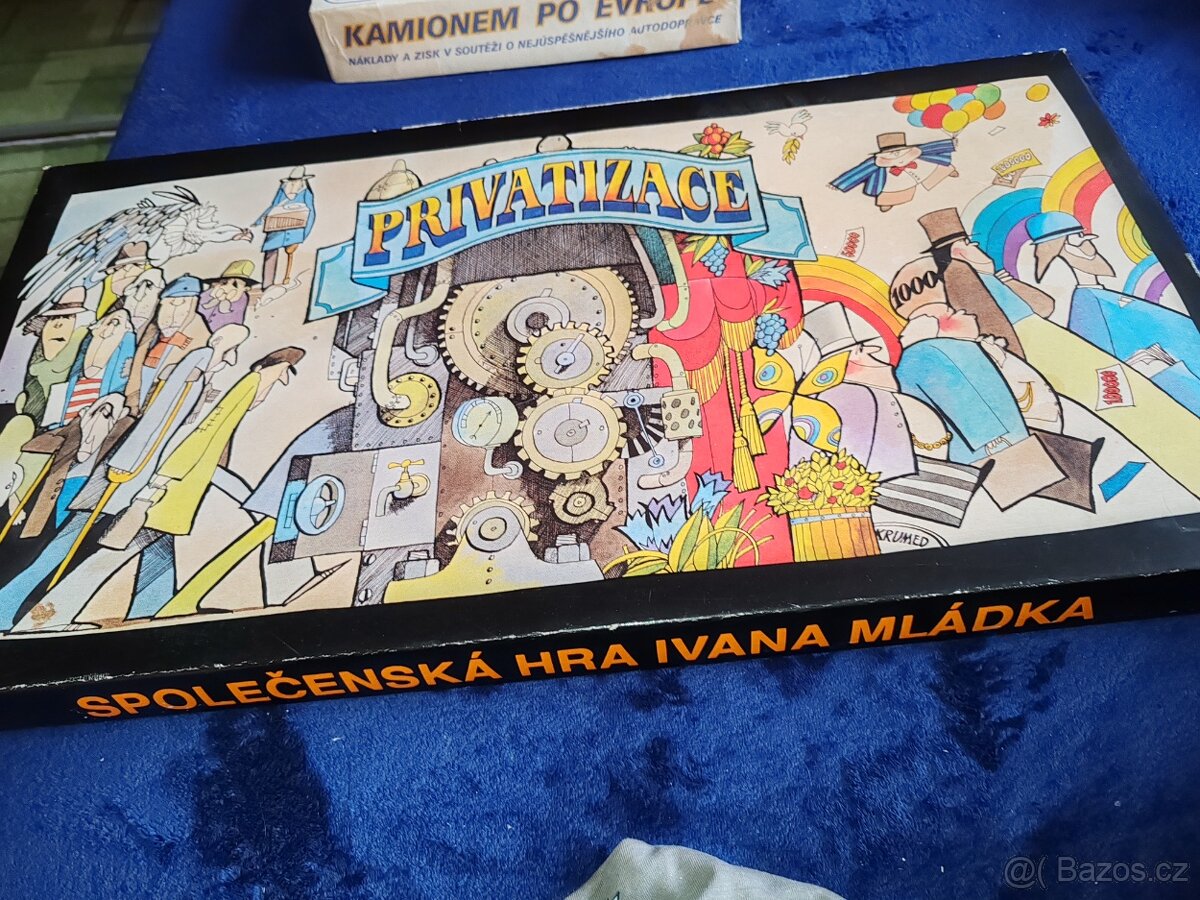 KAMIONEM PO EVROPĚ
NÁKLADY A ZISK V SOUTĚŽI O NEJÚSPĚŠNĚJŠÍHO AUTODOPRAVCE
PRIVATIZACE
1000
KRUMED
SPOLEČENSKÁ HRA IVANA MLÁDKA
@( Bazos.cz